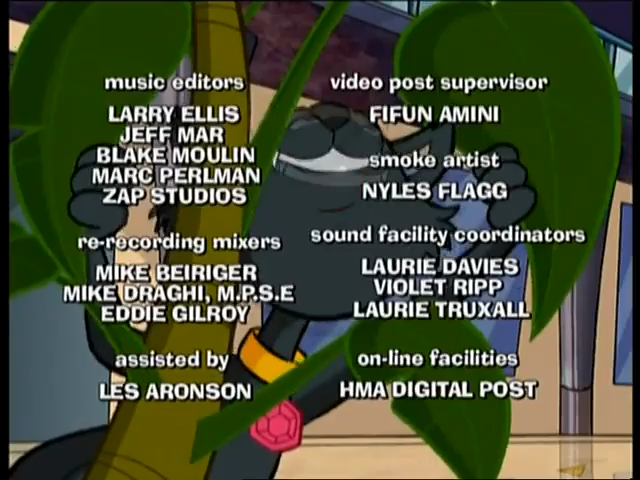 music editors
LARRY ELLIS
JEFF MAR
BLAKE MOULIN
MARC PERLMAN
ZAP STUDIOS
re-recording mixers
MIKE BEIRIGER
MIKE DRAGHI, M.P.S.E
EDDIE GILROY
assisted by
LES ARONSON
video post supervisor
FIFUN AMINI
smoke artist
NYLES FLAGG
sound facility coordinators
LAURIE DAVIES
VIOLET RIPP
LAURIE TRUXALL
on-line facilities
HMA DIGITAL POST